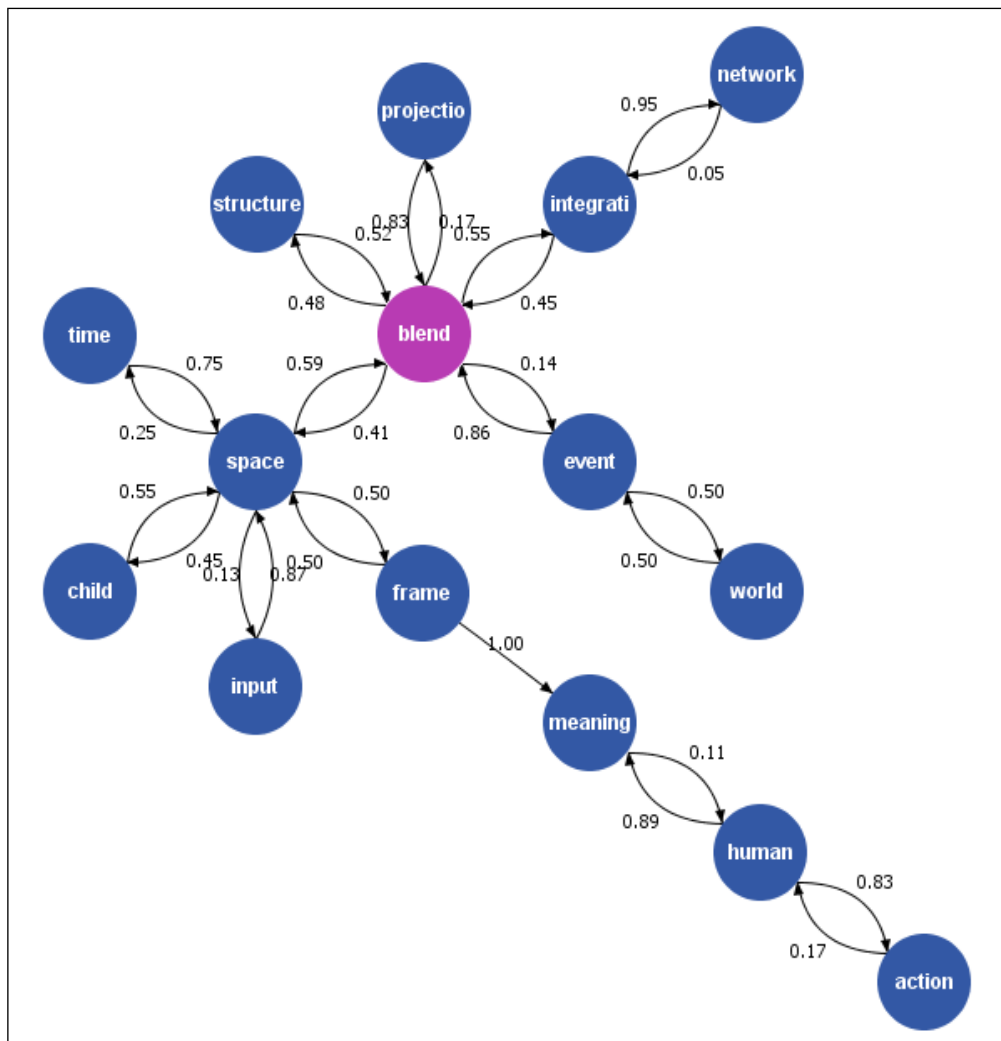 network
0.95
projectio
0.05
structure
integrati
0.83
0.17
0.52
0.55
0.48
0.45
time
blend
0.75
0.59
0.14
0.25
0.41
0.86
space
event
0.55
0.50
0.50
0.45
0.13
0.87
0.50
0.50
child
frame
world
1.00
input
meaning
0.11
0.89
human
0.83
0.17
action